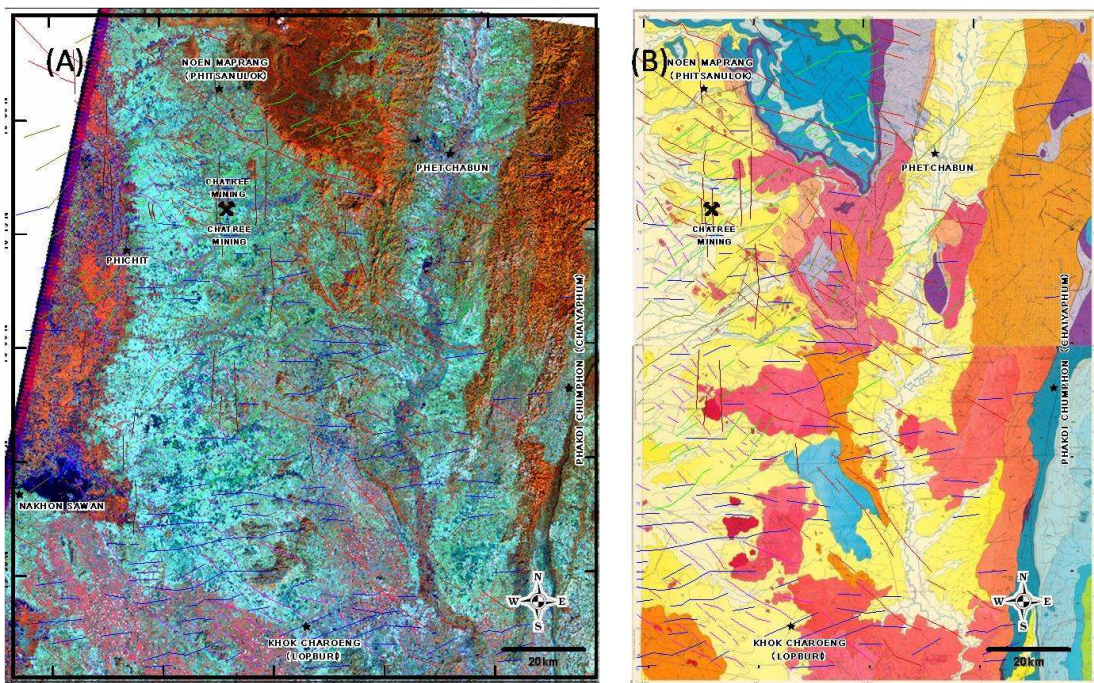 (A)
NOEN MAPRANG
(PHITSANULOK)
PHETCHABUN
CHATREE
MINING
CHATREE
MINING
PHICHIT
PHAKDI CHUMPHON (CHAIYAPHUM)
NAKHON SAWAN
N
W E
S
KHOK CHAROENG
(LOPBURI)
20km
(B)
NOEN MAPRANG
(PHITSANULOK)
PHETCHABUN
CHATREE
MINING
PHAKDI CHUMPHON (CHAIYAPHUM)
N
W E
S
KHOK CHAROENG
(LOPBURI)
20km